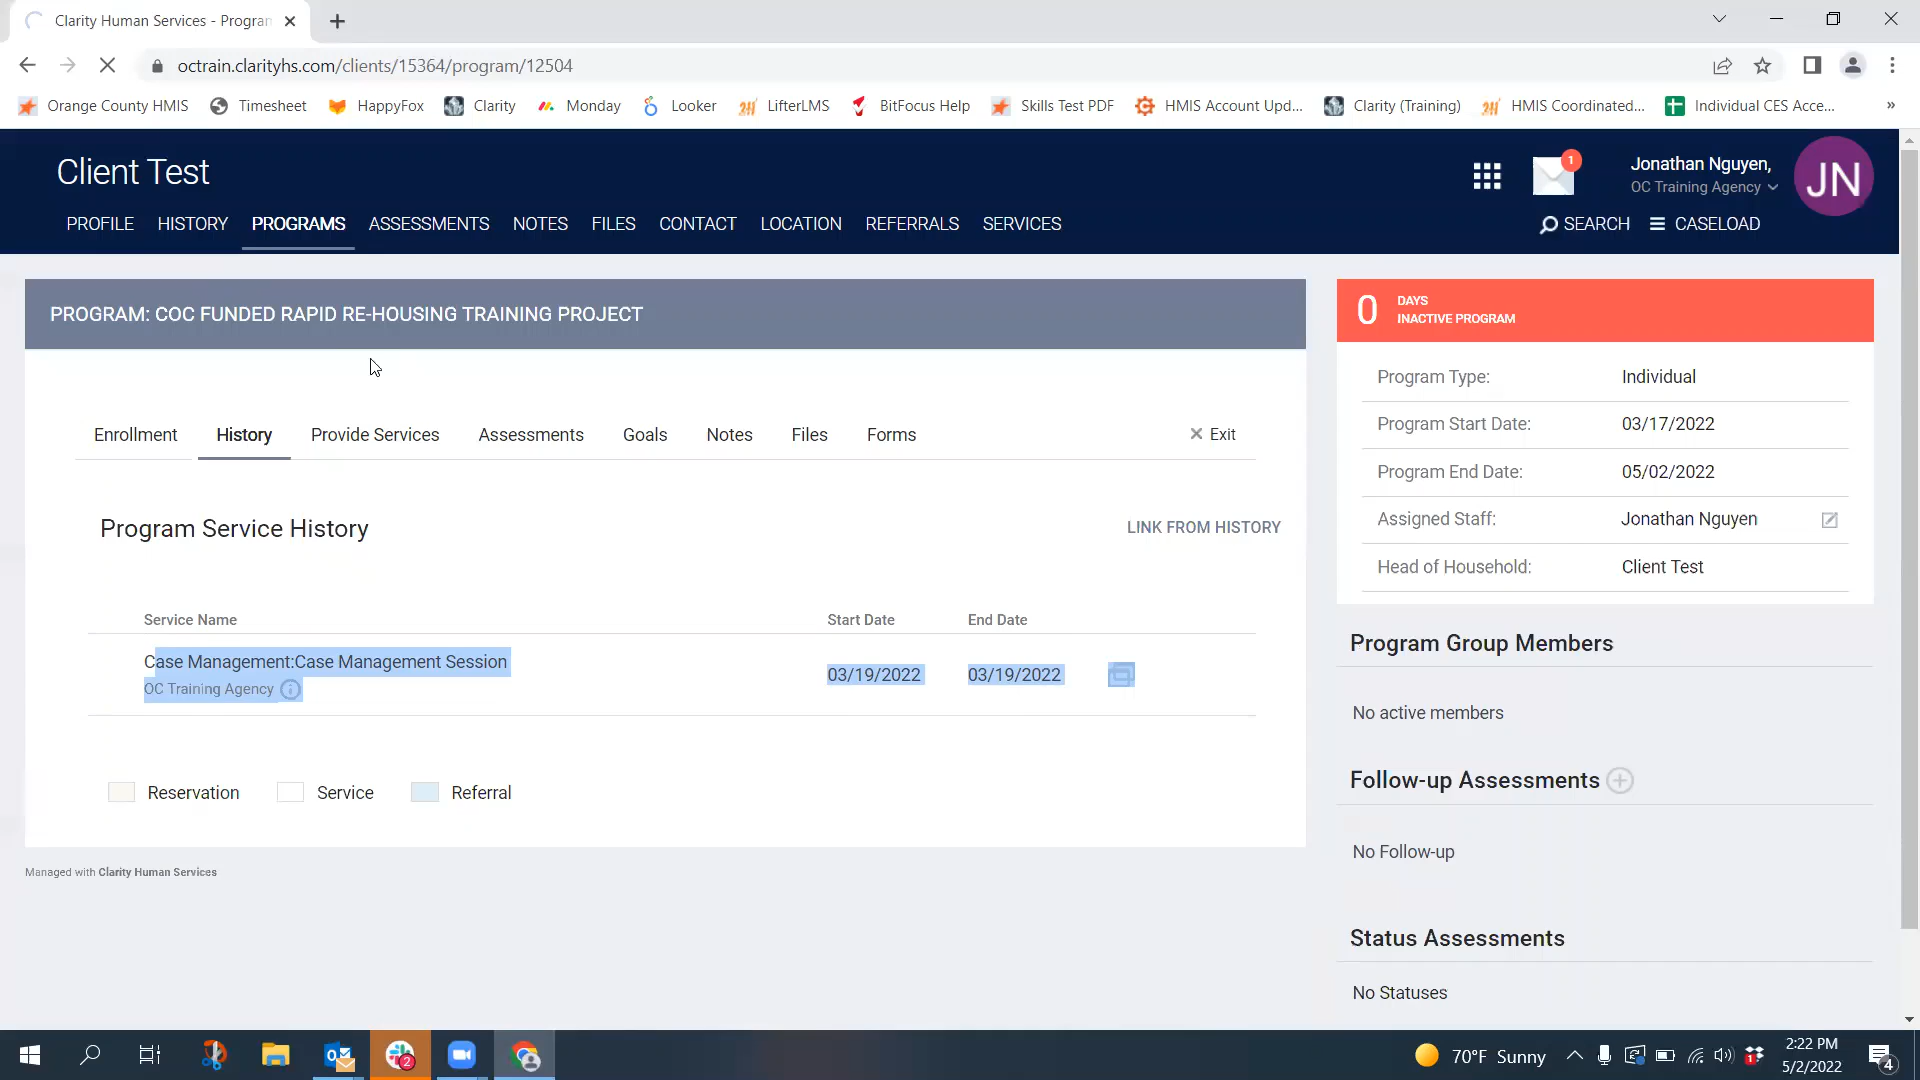 Clarity Human Services - Program
octrain.clarityhs.com/clients/15364/program/12504
Orange County HMIS
Timesheet
HappyFox
Clarity
Monday
Looker
LifterLMS
BitFocus Help
Skills Test PDF
HMIS Account Upd...
Clarity (Training)
HMIS Coordinated...
Individual CES Acce...
»
Client Test
1
Jonathan Nguyen,
OC Training Agency
JN
PROFILE HISTORY PROGRAMS ASSESSMENTS NOTES FILES CONTACT LOCATION REFERRALS SERVICES
SEARCH
CASELOAD
PROGRAM: COC FUNDED RAPID RE-HOUSING TRAINING PROJECT
Enrollment History Provide Services Assessments Goals Notes Files Forms
Exit
Program Service History
LINK FROM HISTORY
Service Name Start Date End Date
Case Management:Case Management Session
OC Training Agency
03/19/2022 03/19/2022
Reservation Service Referral
Managed with Clarity Human Services
0
DAYS
INACTIVE PROGRAM
Program Type: Individual
Program Start Date: 03/17/2022
Program End Date: 05/02/2022
Assigned Staff: Jonathan Nguyen
Head of Household: Client Test
Program Group Members
No active members
Follow-up Assessments
No Follow-up
Status Assessments
No Statuses
2
70°F Sunny
1
2:22 PM
5/2/2022
4